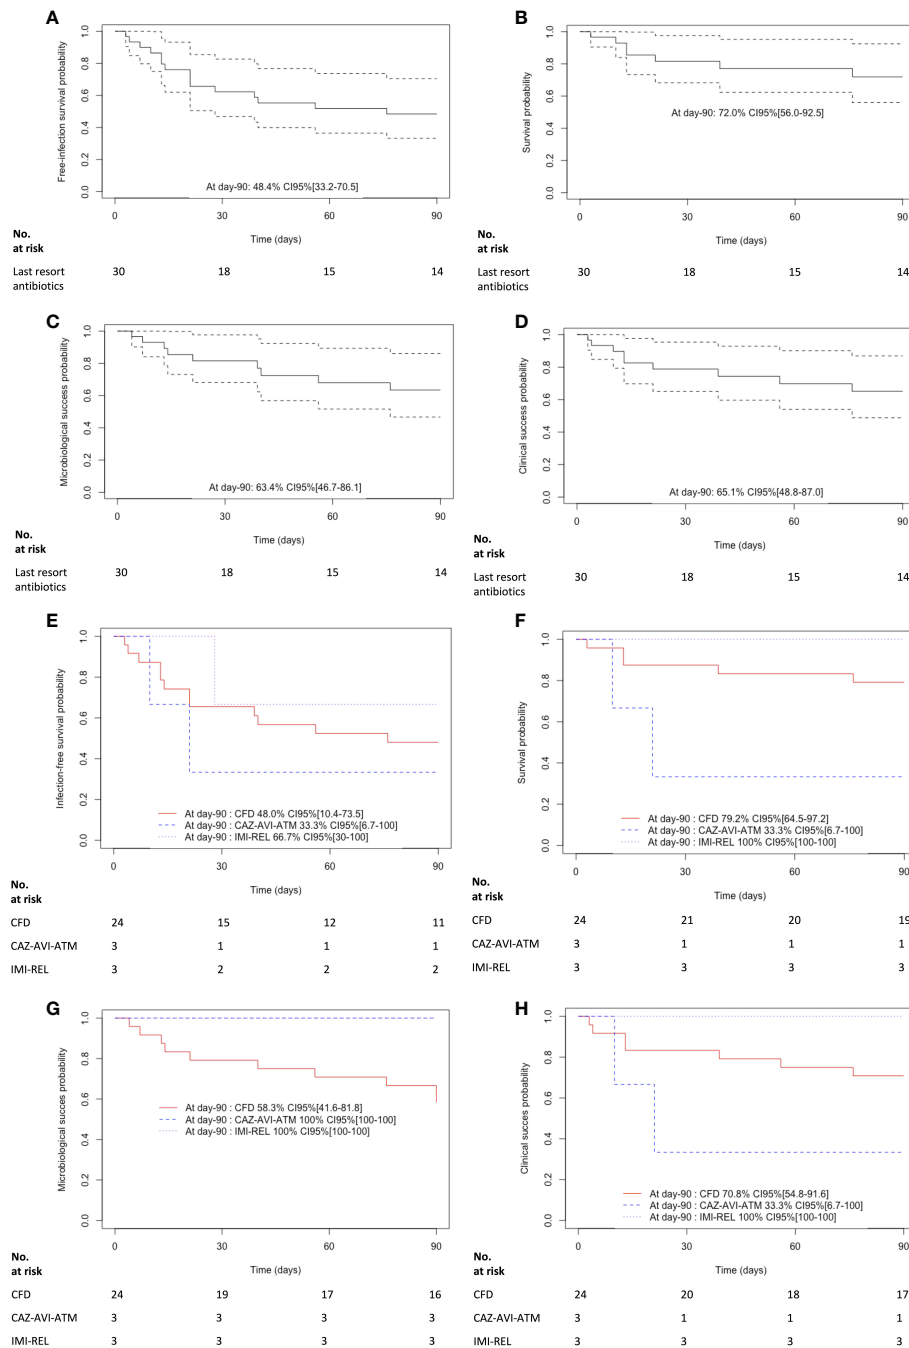 A
Free-infection survival probability
0.0 0.2 0.4 0.6 0.8 1.0
At day-90: 48.4% CI95%[33.2-70.5]
0 30 60 90
Time (days)
No.
at risk
Last resort
antibiotics
30 18 15 14
B
Survival probability
0.0 0.2 0.4 0.6 0.8 1.0
At day-90: 72.0% CI95%[56.0-92.5]
0 30 60 90
Time (days)
No.
at risk
Last resort
antibiotics
30 18 15 14
C
Microbiological success probability
0.0 0.2 0.4 0.6 0.8 1.0
At day-90: 63.4% CI95%[46.7-86.1]
0 30 60 90
Time (days)
No.
at risk
Last resort
antibiotics
30 18 15 14
D
Clinical success probability
0.0 0.2 0.4 0.6 0.8 1.0
At day-90: 65.1% CI95%[48.8-87.0]
0 30 60 90
Time (days)
No.
at risk
Last resort
antibiotics
30 18 15 14
E
Infection-free survival probability
0.0 0.2 0.4 0.6 0.8 1.0
At day-90 : CFD 48.0% CI95%[10.4-73.5]
At day-90 : CAZ-AVI-ATM 33.3% CI95%[6.7-100]
At day-90 : IMI-REL 66.7% CI95%[30-100]
0 30 60 90
Time (days)
No.
at risk
CFD 24 15 12 11
CAZ-AVI-ATM 3 1 1 1
IMI-REL 3 2 2 2
F
Survival probability
0.0 0.2 0.4 0.6 0.8 1.0
At day-90 : CFD 79.2% CI95%[64.5-97.2]
At day-90 : CAZ-AVI-ATM 33.3% CI95%[6.7-100]
At day-90 : IMI-REL 100% CI95%[100-100]
0 30 60 90
Time (days)
No.
at risk
CFD 24 21 20 19
CAZ-AVI-ATM 3 1 1 1
IMI-REL 3 3 3 3
G
Microbiological succes probability
0.0 0.2 0.4 0.6 0.8 1.0
At day-90 : CFD 58.3% CI95%[41.6-81.8]
At day-90 : CAZ-AVI-ATM 100% CI95%[100-100]
At day-90 : IMI-REL 100% CI95%[100-100]
0 30 60 90
Time (days)
No.
at risk
CFD 24 19 17 16
CAZ-AVI-ATM 3 3 3 3
IMI-REL 3 3 3 3
H
Clinical succes probability
0.0 0.2 0.4 0.6 0.8 1.0
At day-90 : CFD 70.8% CI95%[54.8-91.6]
At day-90 : CAZ-AVI-ATM 33.3% CI95%[6.7-100]
At day-90 : IMI-REL 100% CI95%[100-100]
0 30 60 90
Time (days)
No.
at risk
CFD 24 20 18 17
CAZ-AVI-ATM 3 1 1 1
IMI-REL 3 3 3 3